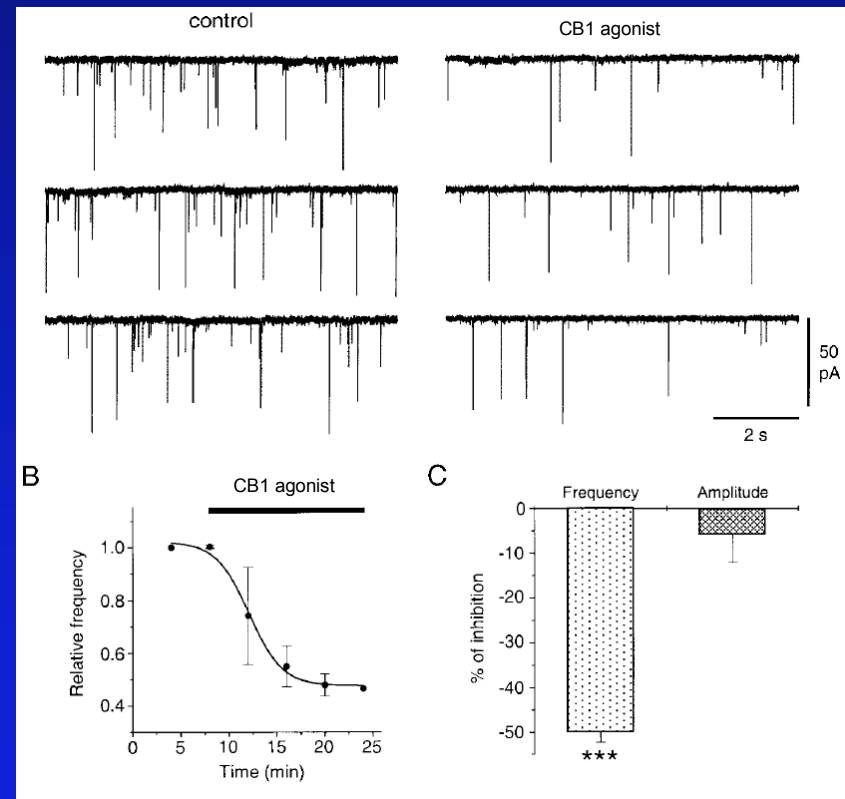 control
CB1 agonist
50
pA
2 s
B
CB1 agonist
Relative frequency
1.0
0.8
0.6
0.4
0
5
10
15
20
25
Time (min)
C
Frequency
Amplitude
% of inhibition
0
-10
-20
-30
-40
-50
***